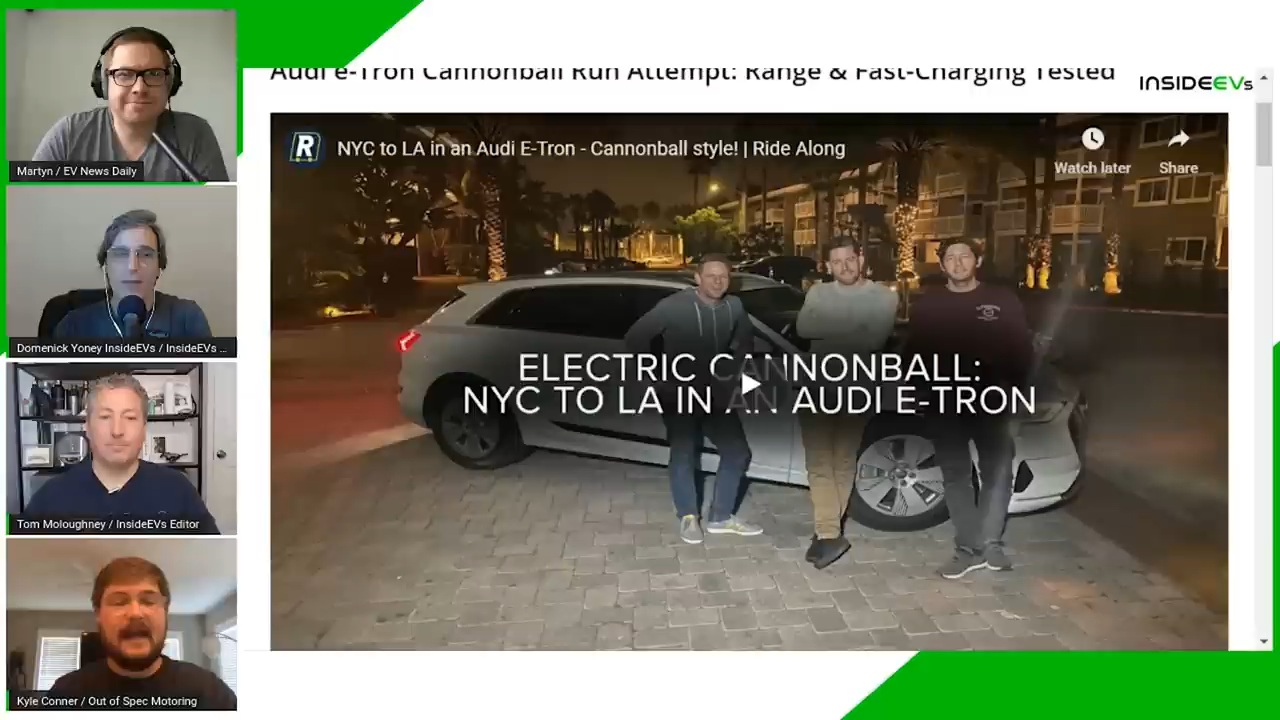 Audi e-Tron Cannonball Run Attempt: Range & Fast-Charging Tested
INSIDEEVs
R
NYC to LA in an Audi E-Tron - Cannonball style! | Ride Along
Watch later
Share
ELECTRIC CANNONBALL:
NYC TO LA IN AN AUDI E-TRON
Martyn / EV News Daily
Domenick Yoney InsideEVs / InsideEVs ...
Tom Moloughney / InsideEVs Editor
Kyle Conner / Out of Spec Motoring